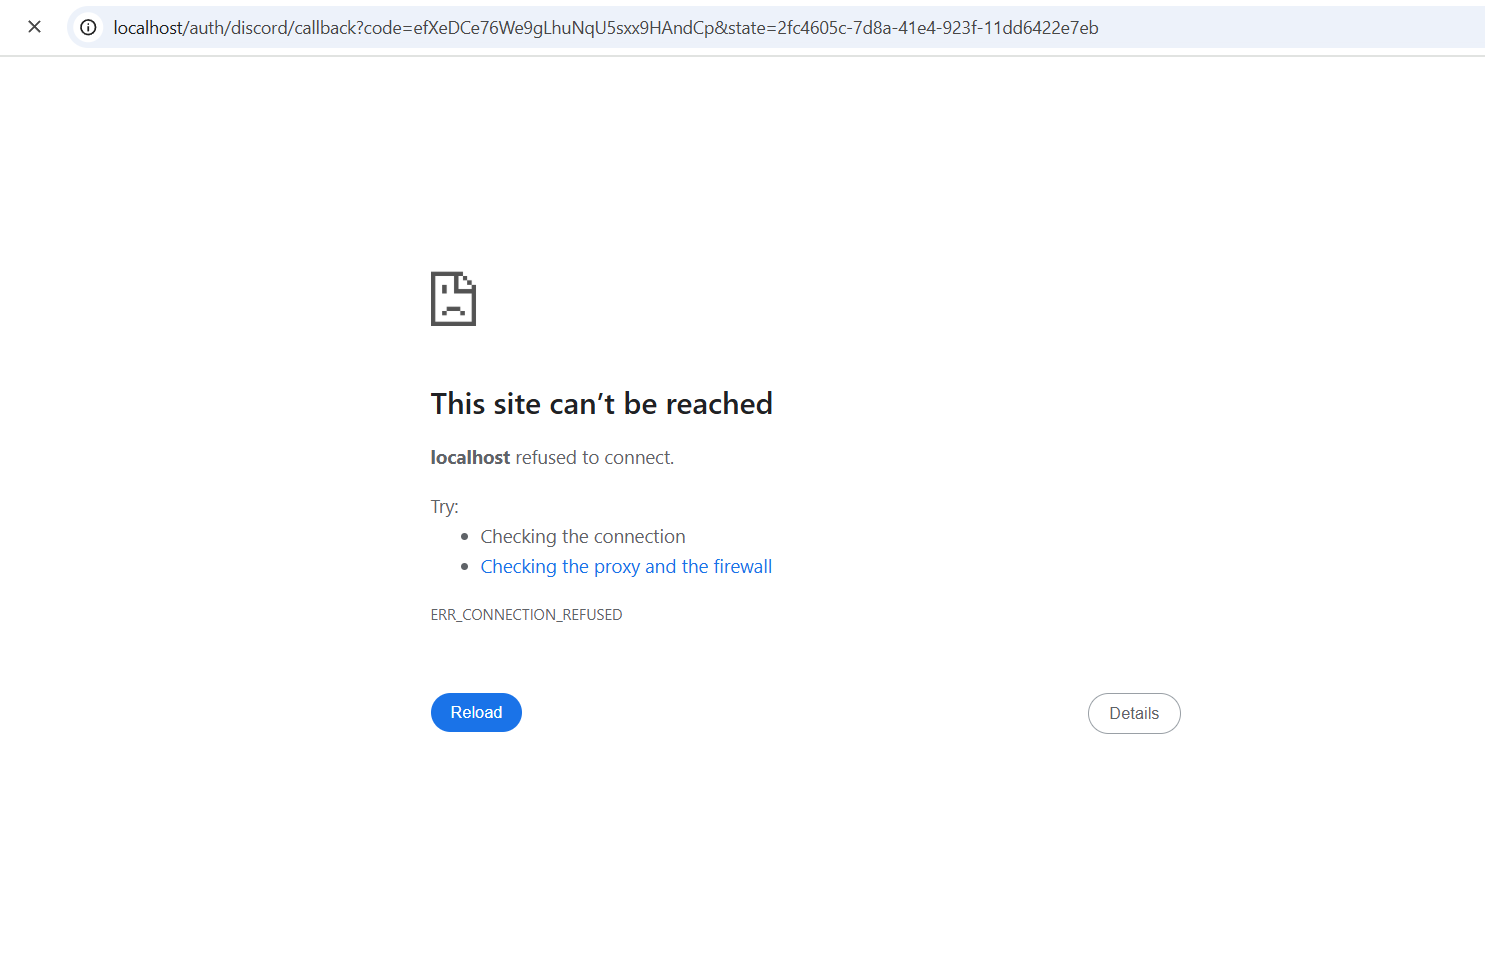 localhost/auth/discord/callback?code=efXeDCe76We9gLhuNqU5sxx9HAndCp&state=2fc4605c-7d8a-41e4-923f-11dd6422e7eb
This site can’t be reached
localhost refused to connect.
Try:
Checking the connection
Checking the proxy and the firewall
ERR_CONNECTION_REFUSED
Reload
Details